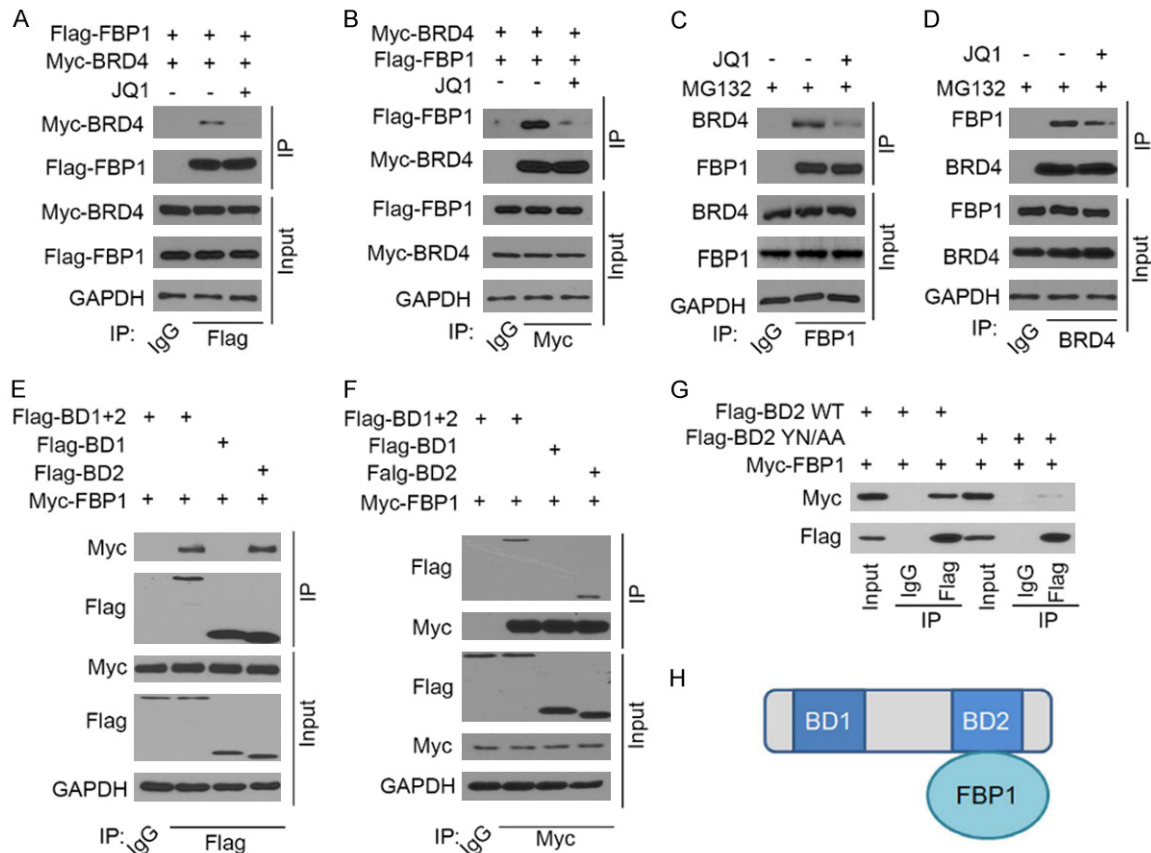 A
Flag-FBP1 + + +
Myc-BRD4 + + +
JQ1 - - +
Myc-BRD4
Flag-FBP1
IP
Myc-BRD4
Flag-FBP1
GAPDH
Input
IP: IgG Flag
B
Myc-BRD4 + + +
Flag-FBP1 + + +
JQ1 - - +
Flag-FBP1
Myc-BRD4
IP
Flag-FBP1
Myc-BRD4
GAPDH
Input
IP: IgG Myc
C
JQ1 - - +
MG132 + + +
BRD4
FBP1
IP
BRD4
FBP1
GAPDH
Input
IP: IgG FBP1
D
JQ1 - - +
MG132 + + +
FBP1
BRD4
IP
FBP1
BRD4
GAPDH
Input
IP: IgG BRD4
E
Flag-BD1+2 + +
Flag-BD1 +
Flag-BD2 +
Myc-FBP1 + + + +
Myc
Flag
IP
Myc
Flag
GAPDH
Input
IP: IgG Flag
F
Flag-BD1+2 + +
Flag-BD1 +
Falg-BD2 +
Myc-FBP1 + + + +
Flag
Myc
IP
Flag
Myc
GAPDH
Input
IP: IgG Myc
G
Flag-BD2 WT + + +
Flag-BD2 YN/AA + + +
Myc-FBP1 + + + + + +
Myc
Flag
Input IgG Flag Input IgG Flag
IP IP
H
BD1 BD2
FBP1